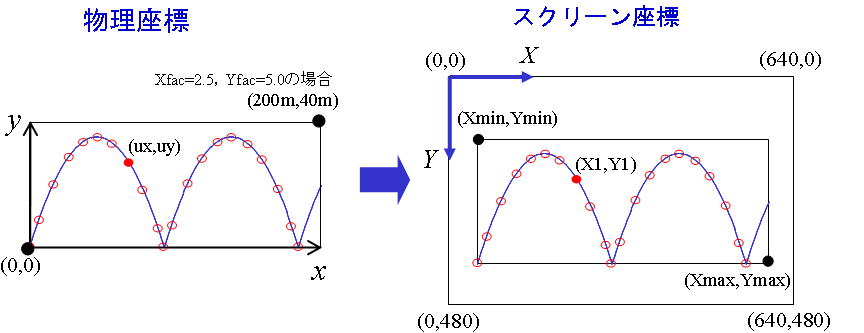 物理座標
Xfac=2.5, Yfac=5.0の場合
(200m,40m)
y
(ux,uy)
(0,0)
x
スクリーン座標
(0,0)
X
(640,0)
(Xmin,Ymin)
Y
(X1,Y1)
(Xmax,Ymax)
(0,480)
(640,480)